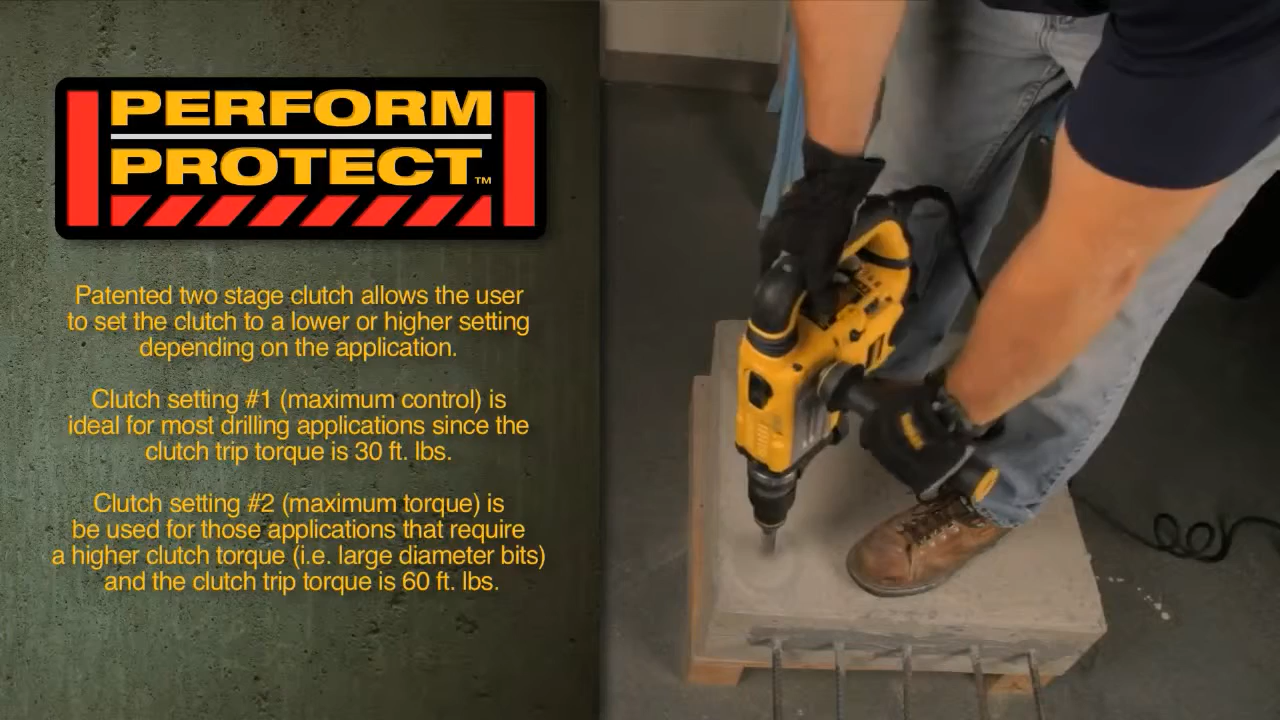 PERFORM
PROTECT™
Patented two stage clutch allows the user
to set the clutch to a lower or higher setting
depending on the application.
Clutch setting #1 (maximum control) is
ideal for most drilling applications since the
clutch trip torque is 30 ft. lbs.
Clutch setting #2 (maximum torque) is
be used for those applications that require
a higher clutch torque (i.e. large diameter bits)
and the clutch trip torque is 60 ft. lbs.